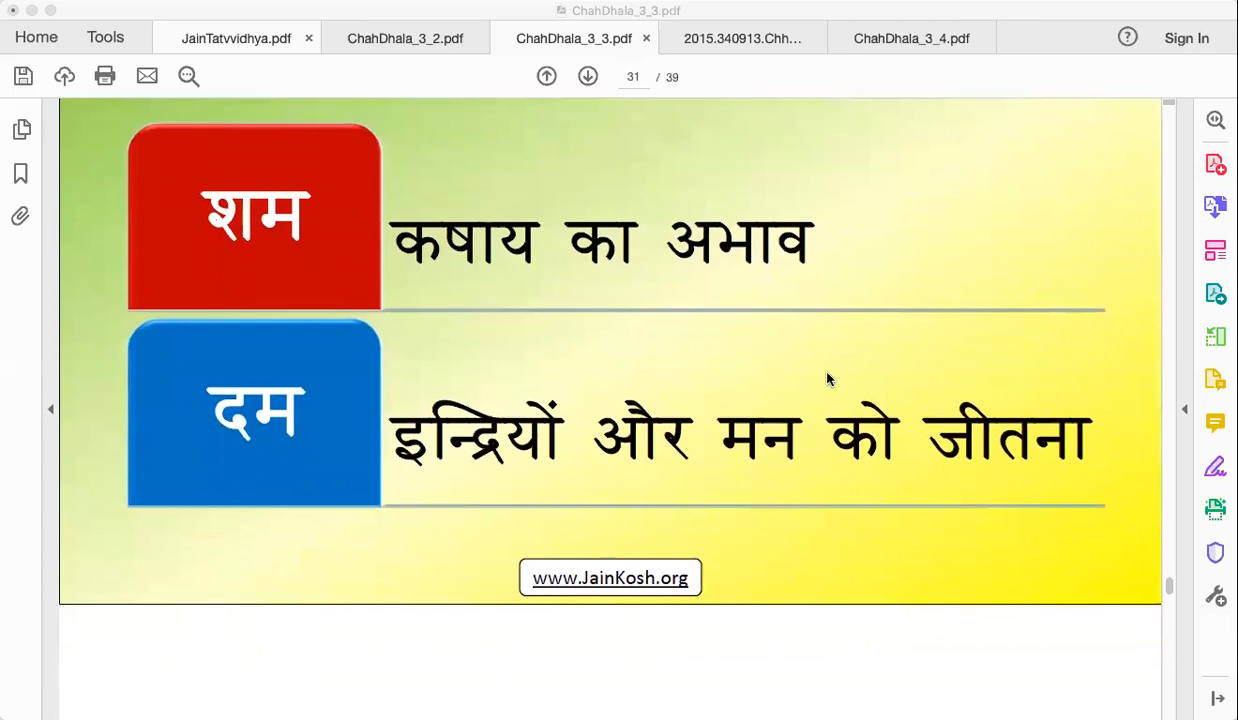 ChahDhala_3_3.pdf
Home Tools JainTatvvidhya.pdf × ChahDhala_3_2.pdf ChahDhala_3_3.pdf × 2015.340913.Chh... ChahDhala_3_4.pdf ? Sign In
31 / 39
शम
कषाय का अभाव
दम
इन्द्रियों और मन को जीतना
www.JainKosh.org